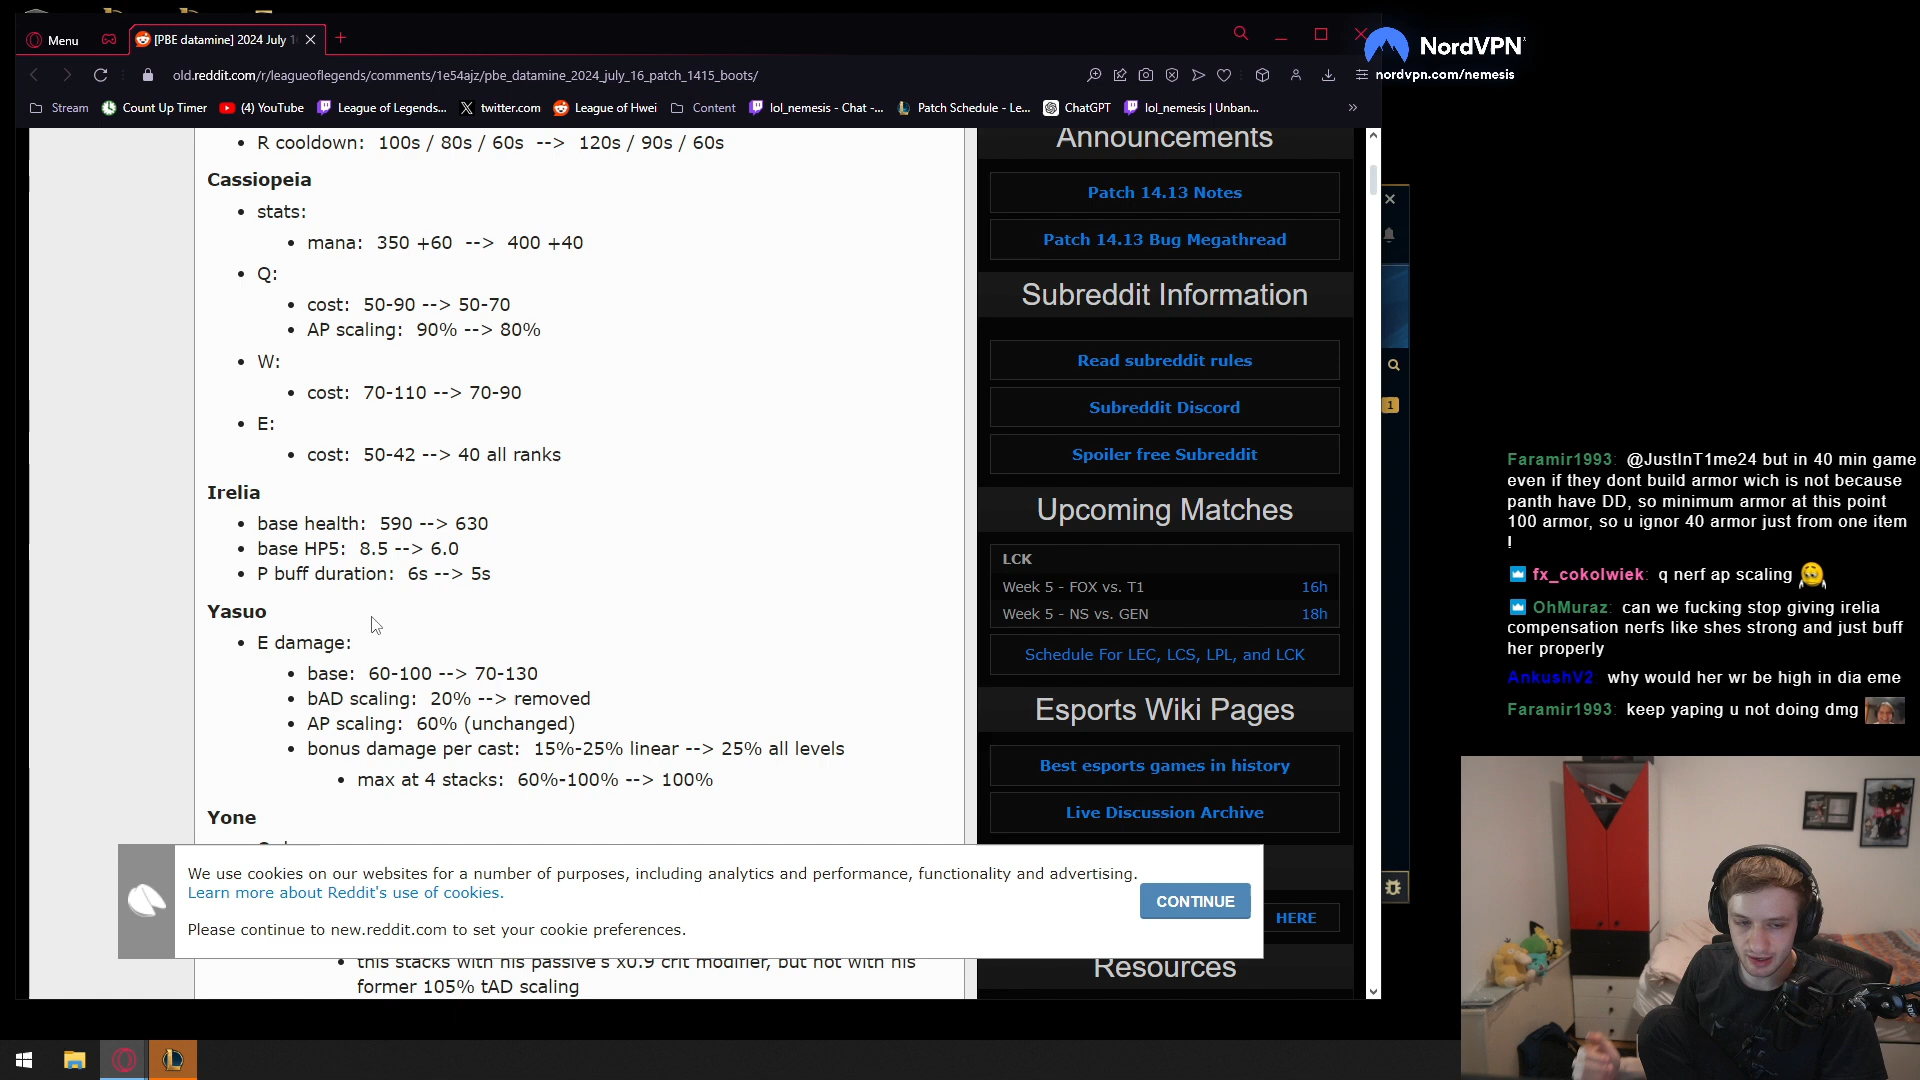 Menu
[PBE datamine] 2024 July 1
NordVPN
old.reddit.com/r/leagueoflegends/comments/1e54ajz/pbe_datamine_2024_july_16_patch_1415_boots/
nordvpn.com/nemesis
Stream
Count Up Timer
(4) YouTube
League of Legends...
twitter.com
League of Hwei
Content
lol_nemesis - Chat -...
Patch Schedule - Le...
ChatGPT
lol_nemesis | Unban...
• R cooldown: 100s / 80s / 60s --> 120s / 90s / 60s
Cassiopeia
• stats:
• mana: 350 +60 --> 400 +40
• Q:
• cost: 50-90 --> 50-70
• AP scaling: 90% --> 80%
• W:
• cost: 70-110 --> 70-90
• E:
• cost: 50-42 --> 40 all ranks
Irelia
• base health: 590 --> 630
• base HP5: 8.5 --> 6.0
• P buff duration: 6s --> 5s
Yasuo
• E damage:
• base: 60-100 --> 70-130
• bAD scaling: 20% --> removed
• AP scaling: 60% (unchanged)
• bonus damage per cast: 15%-25% linear --> 25% all levels
• max at 4 stacks: 60%-100% --> 100%
Yone
We use cookies on our websites for a number of purposes, including analytics and performance, functionality and advertising.
Learn more about Reddit's use of cookies.
Please continue to new.reddit.com to set your cookie preferences.
CONTINUE
• this stacks with his passive's x0.9 crit modifier, but not with his
former 105% tAD scaling
Announcements
Patch 14.13 Notes
Patch 14.13 Bug Megathread
Subreddit Information
Read subreddit rules
Subreddit Discord
Spoiler free Subreddit
Upcoming Matches
LCK
Week 5 - FOX vs. T1 16h
Week 5 - NS vs. GEN 18h
Schedule For LEC, LCS, LPL, and LCK
Esports Wiki Pages
Best esports games in history
Live Discussion Archive
HERE
Resources
1
Faramir1993: @JustInT1me24 but in 40 min game
even if they dont build armor wich is not because
panth have DD, so minimum armor at this point
100 armor, so u ignor 40 armor just from one item
!
fx_cokolwiek: q nerf ap scaling
OhMuraz: can we fucking stop giving irelia
compensation nerfs like shes strong and just buff
her properly
AnkushV2: why would her wr be high in dia eme
Faramir1993: keep yaping u not doing dmg